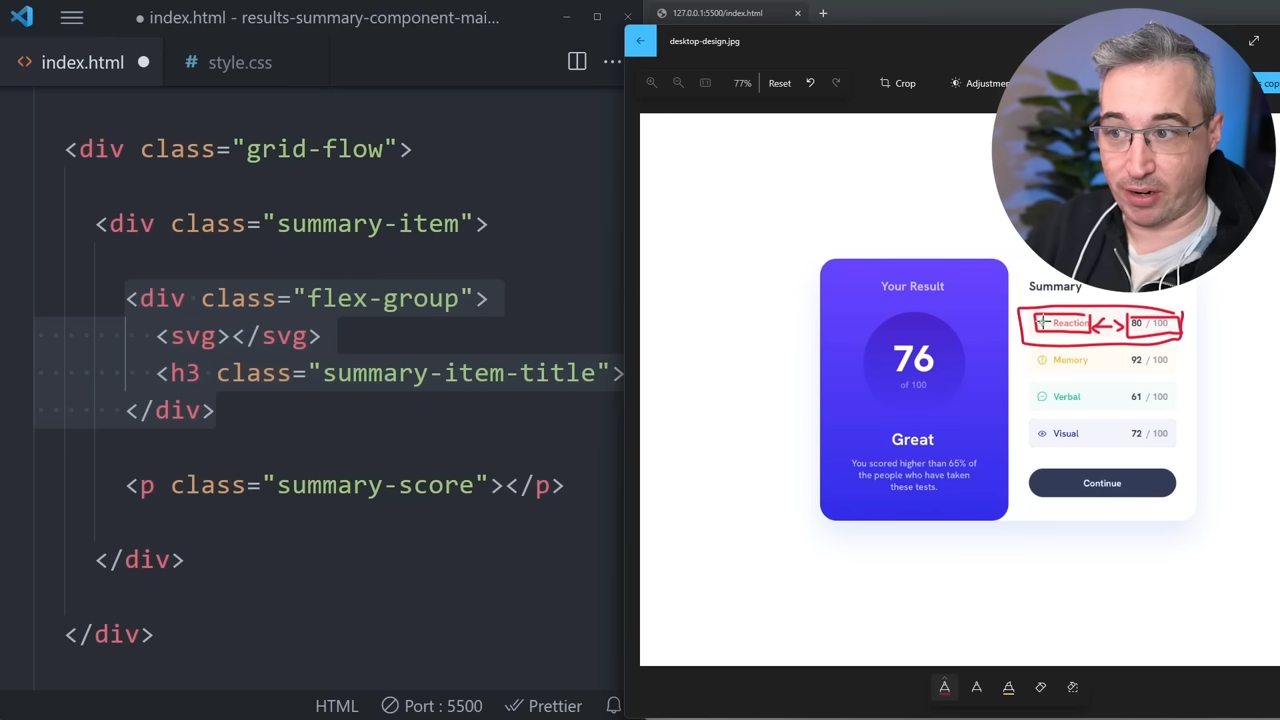 index.html - results-summary-component-mai...
index.html
# style.css
<div class="grid-flow">
<div class="summary-item">
<div class="flex-group">
<svg></svg>
<h3 class="summary-item-title">
</div>
<p class="summary-score"></p>
</div>
</div>
HTML
Port : 5500
Prettier
127.0.0.1:5500/index.html
desktop-design.jpg
77%
Reset
Crop
Adjustmen
s cop
Your Result
76
of 100
Great
You scored higher than 65% of
the people who have taken
these tests.
Summary
Reaction 80 / 100
Memory 92 / 100
Verbal 61 / 100
Visual 72 / 100
Continue